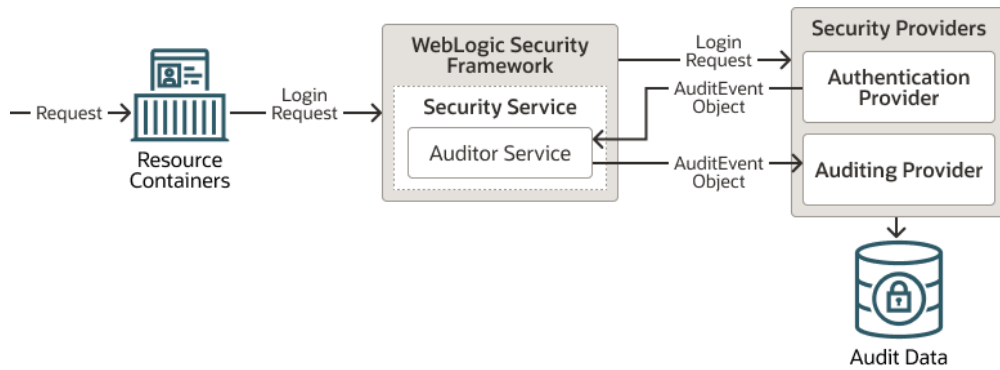 Request
Resource
Containers
Login
Request
WebLogic Security
Framework
Security Service
Auditor Service
Login
Request
AuditEvent
Object
AuditEvent
Object
Security Providers
Authentication
Provider
Auditing Provider
Audit Data